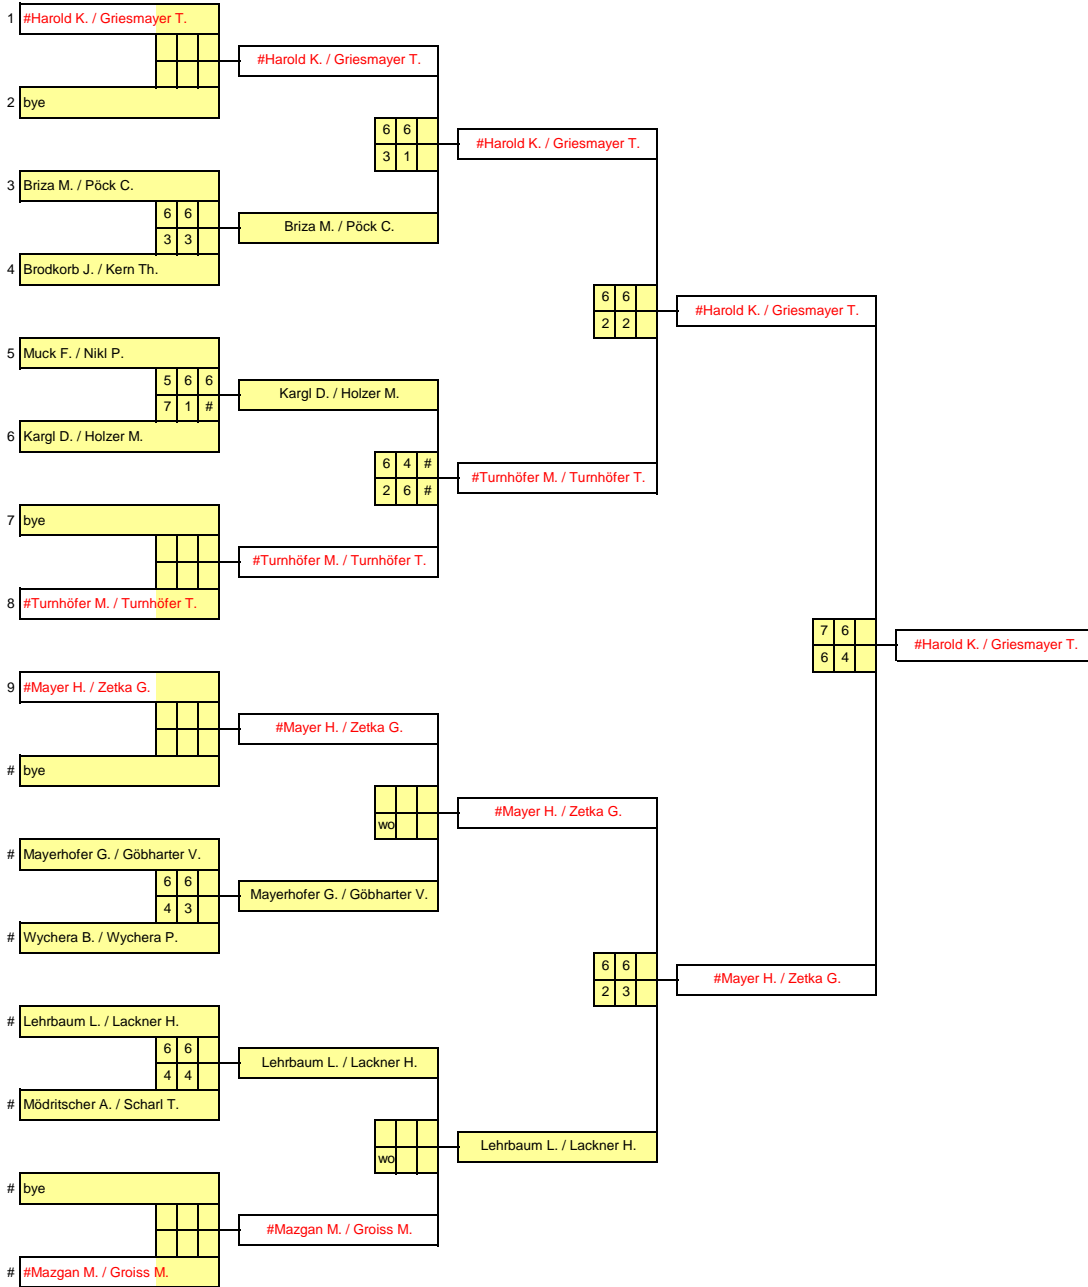 1 #Harold K. / Griesmayer T.
#Harold K. / Griesmayer T.
2 bye
6 6
3 1
#Harold K. / Griesmayer T.
3 Briza M. / Pöck C.
6 6
3 3
Briza M. / Pöck C.
4 Brodkorb J. / Kern Th.
6 6
2 2
#Harold K. / Griesmayer T.
5 Muck F. / Nikl P.
5 6 6
7 1 #
Kargl D. / Holzer M.
6 Kargl D. / Holzer M.
6 4 #
2 6 #
#Turnhöfer M. / Turnhöfer T.
7 bye
#Turnhöfer M. / Turnhöfer T.
8 #Turnhöfer M. / Turnhöfer T.
7 6
6 4
#Harold K. / Griesmayer T.
9 #Mayer H. / Zetka G.
#Mayer H. / Zetka G.
# bye
wo
#Mayer H. / Zetka G.
# Mayerhofer G. / Göbharter V.
6 6
4 3
Mayerhofer G. / Göbharter V.
# Wychera B. / Wychera P.
6 6
2 3
#Mayer H. / Zetka G.
# Lehrbaum L. / Lackner H.
6 6
4 4
Lehrbaum L. / Lackner H.
# Mödritscher A. / Scharl T.
wo
Lehrbaum L. / Lackner H.
# bye
#Mazgan M. / Groiss M.
# #Mazgan M. / Groiss M.